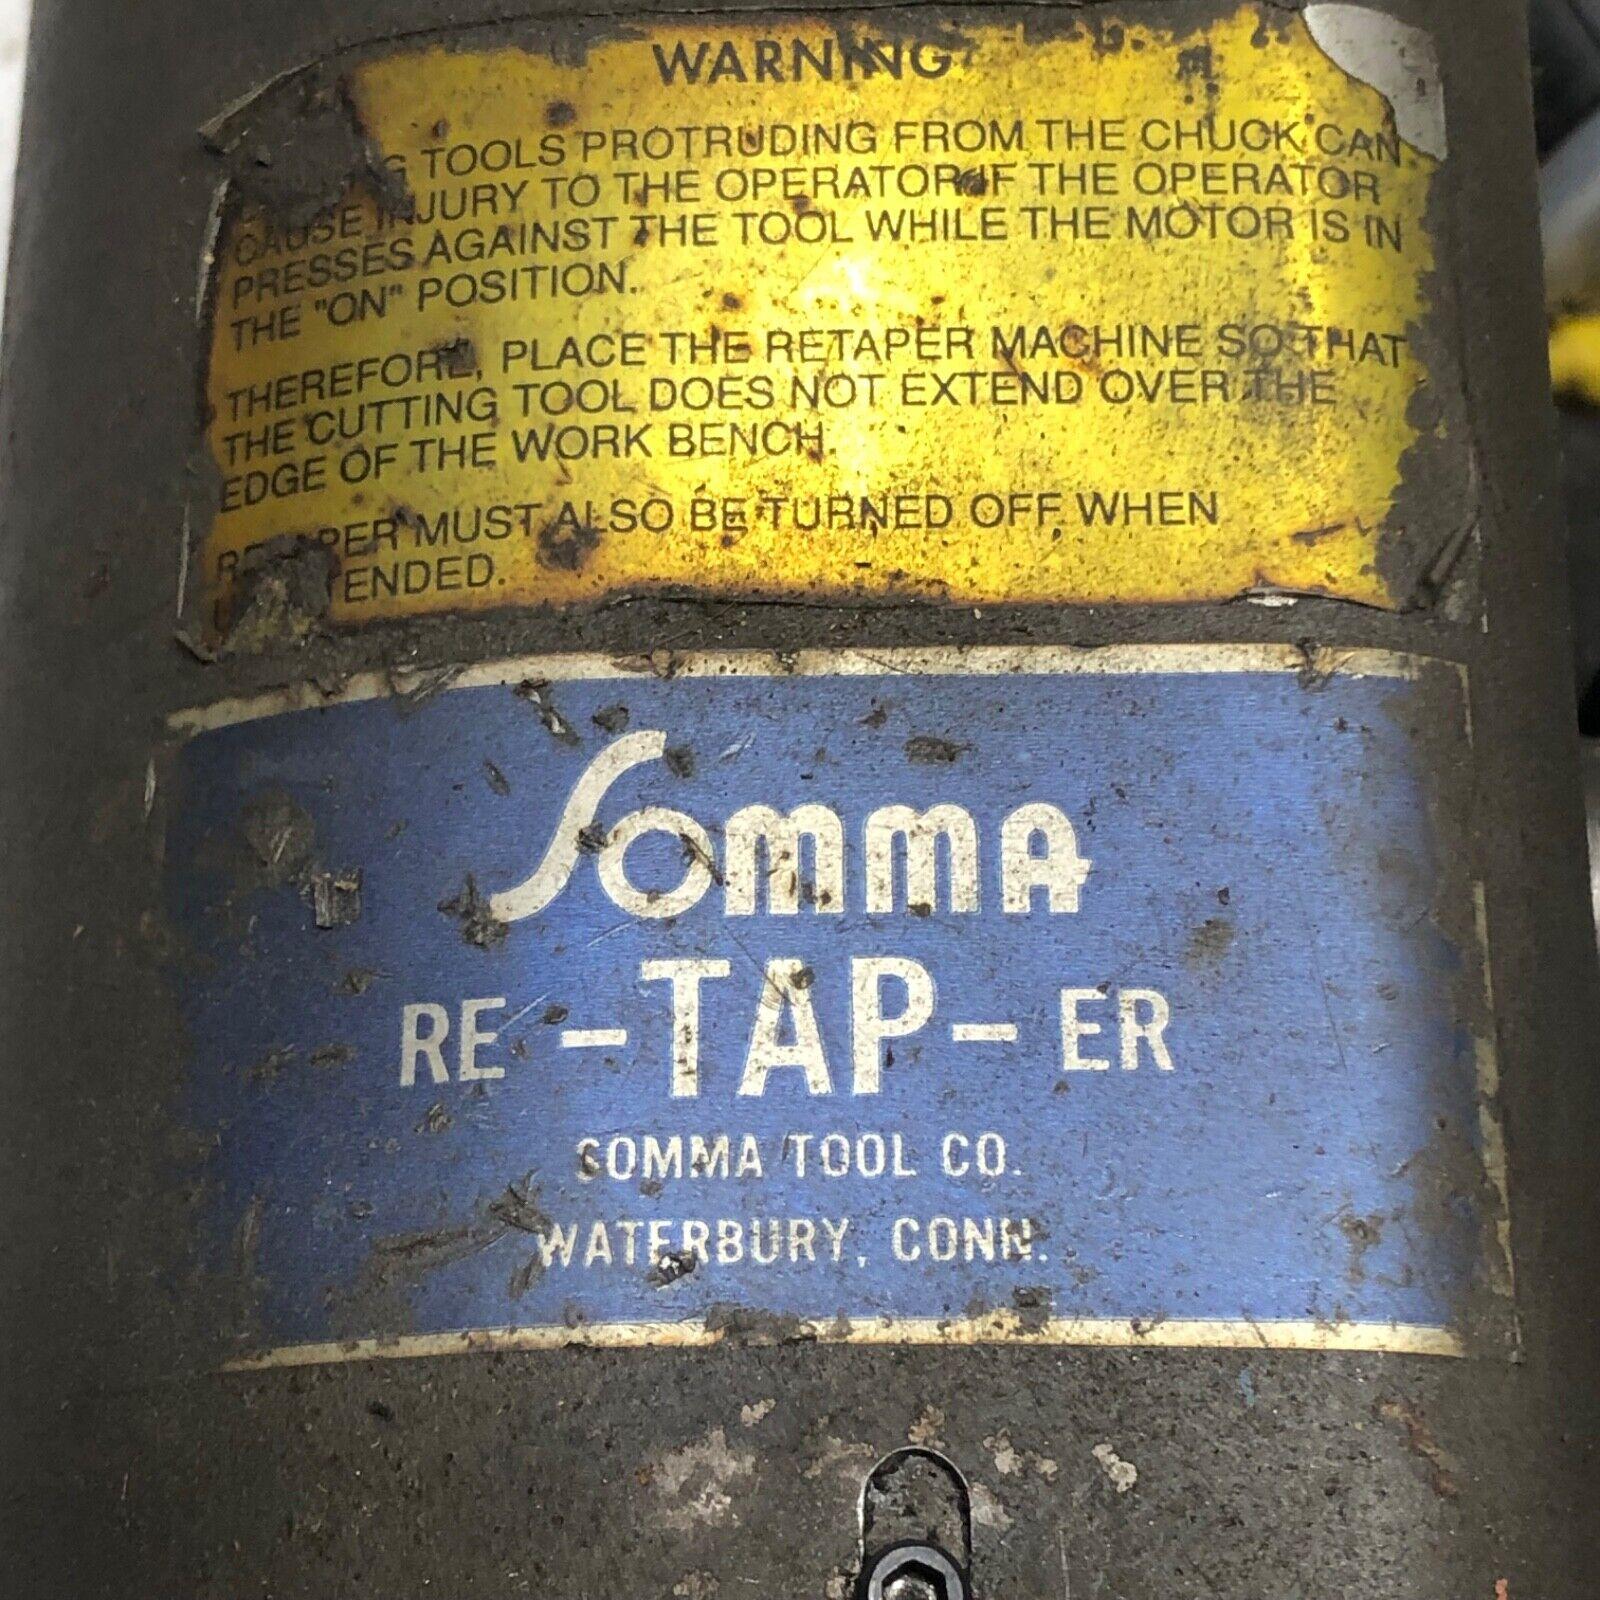 WARNING
TOOLS PROTRUDING FROM THE CHUCK CAN
CAUSE INJURY TO THE OPERATOR IF THE OPERATOR
PRESSES AGAINST THE TOOL WHILE THE MOTOR IS IN
THE "ON" POSITION.
THEREFORE, PLACE THE RETAPER MACHINE SO THAT
THE CUTTING TOOL DOES NOT EXTEND OVER THE
EDGE OF THE WORK BENCH.
RETAPER MUST ALSO BE TURNED OFF WHEN
SOMMA
RE-TAP-ER
SOMMA TOOL CO.
WATERBURY, CONN.